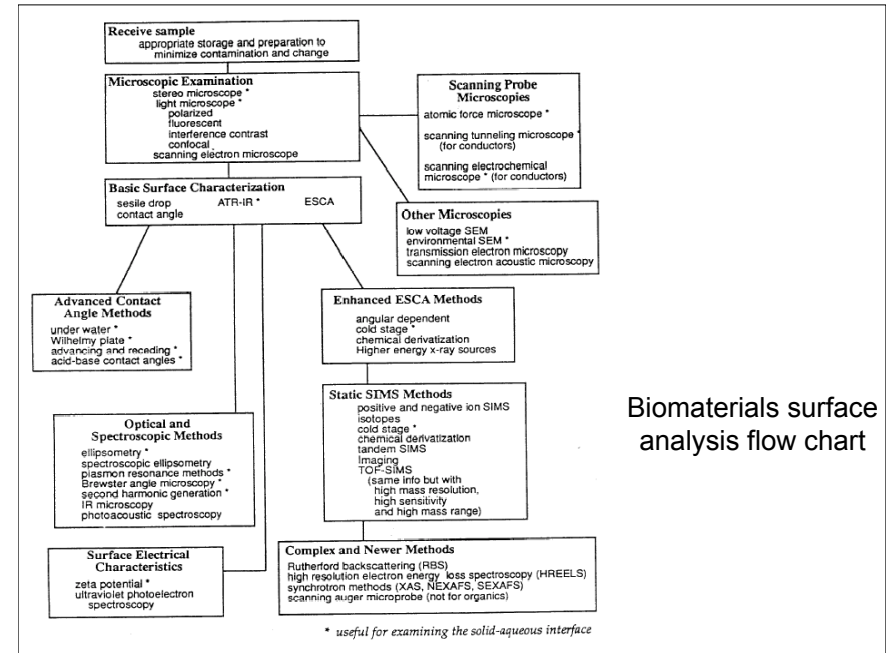 Receive sample
appropriate storage and preparation to
minimize contamination and change
Microscopic Examination
stereo microscope *
light microscope *
polarized
fluorescent
interference contrast
confocal
scanning electron microscope
Scanning Probe
Microscopies
atomic force microscope *
scanning tunneling microscope *
(for conductors)
scanning electrochemical
microscope * (for conductors)
Basic Surface Characterization
sesile drop ATR-IR * ESCA
contact angle
Other Microscopies
low voltage SEM
environmental SEM *
transmission electron microscopy
scanning electron acoustic microscopy
Advanced Contact
Angle Methods
under water *
Wilhelmy plate *
advancing and receding *
acid-base contact angles *
Enhanced ESCA Methods
angular dependent
cold stage *
chemical derivatization
Higher energy x-ray sources
Static SIMS Methods
positive and negative ion SIMS
isotopes
cold stage *
chemical derivatization
tandem SIMS
Imaging
TOF-SIMS
(same info but with
high mass resolution,
high sensitivity
and high mass range)
Biomaterials surface
analysis flow chart
Optical and
Spectroscopic Methods
ellipsometry *
spectroscopic ellipsometry
plasmon resonance methods *
Brewster angle microscopy *
second harmonic generation *
IR microscopy
photoacoustic spectroscopy
Surface Electrical
Characteristics
zeta potential *
ultraviolet photoelectron
spectroscopy
Complex and Newer Methods
Rutherford backscattering (RBS)
high resolution electron energy loss spectroscopy (HREELS)
synchrotron methods (XAS, NEXAFS, SEXAFS)
scanning auger microprobe (not for organics)
* useful for examining the solid-aqueous interface